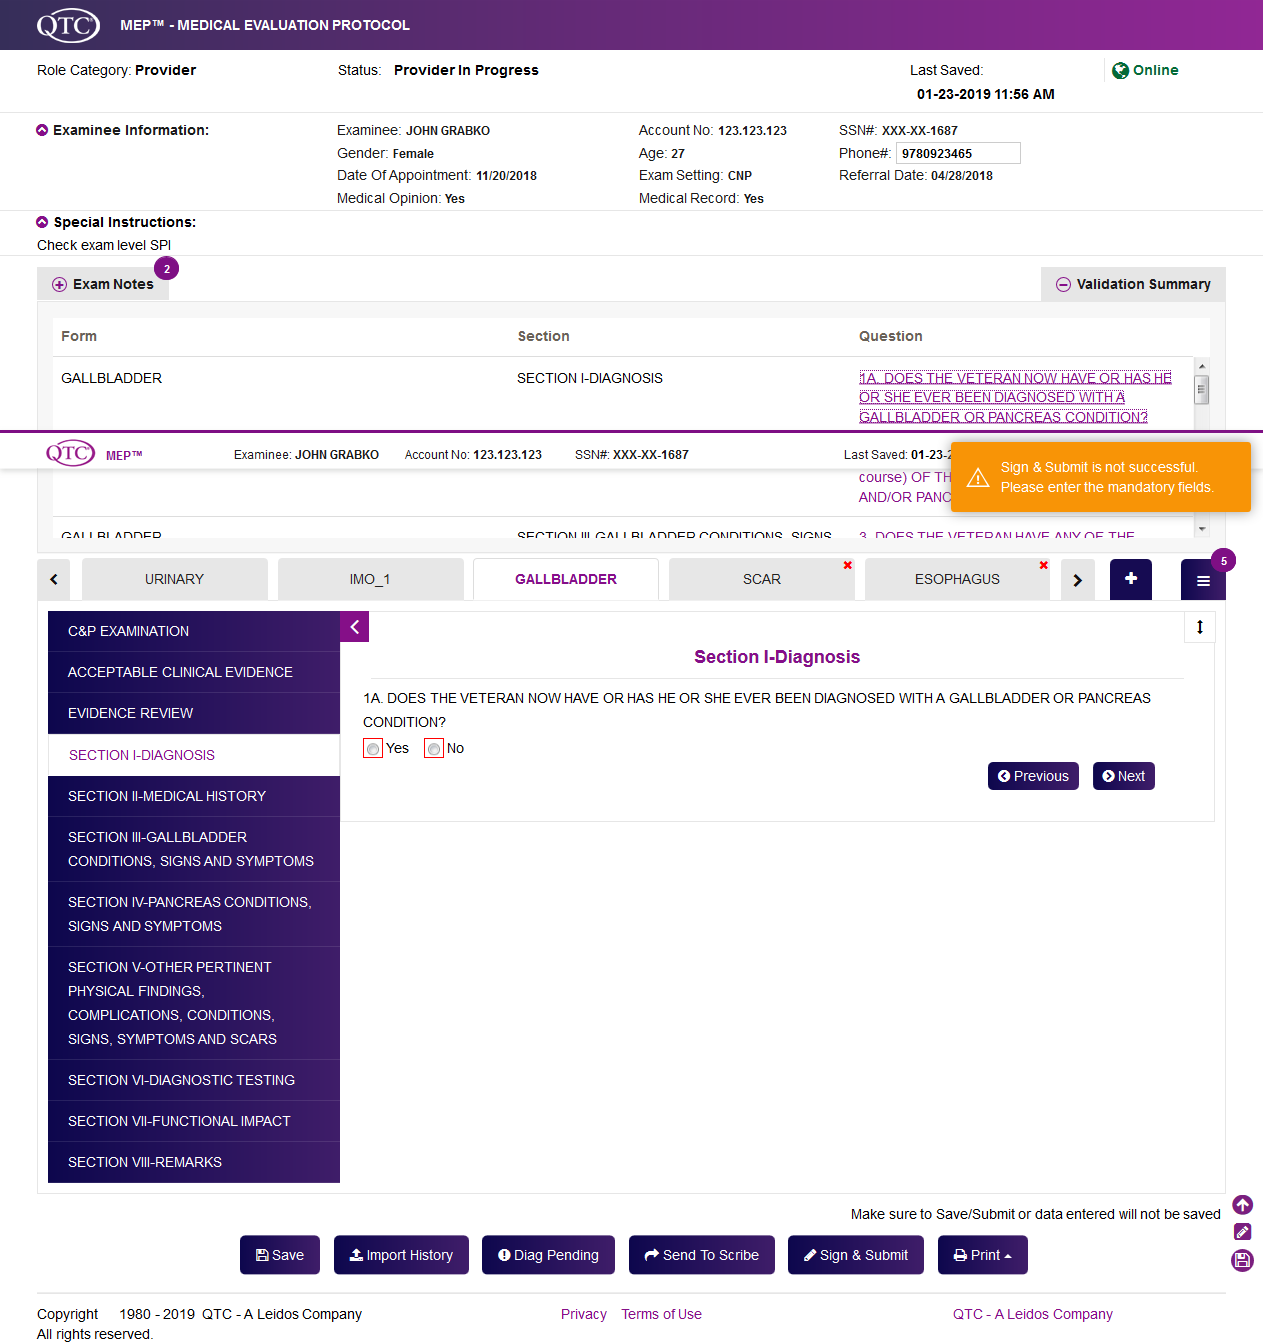 QTC® MEP™ - MEDICAL EVALUATION PROTOCOL
Role Category: Provider Status: Provider In Progress Last Saved: Online
01-23-2019 11:56 AM
Examinee Information: Examinee: JOHN GRABKO Account No: 123.123.123 SSN#: XXX-XX-1687
Gender: Female Age: 27 Phone#: 9780923465
Date Of Appointment: 11/20/2018 Exam Setting: CNP Referral Date: 04/28/2018
Medical Opinion: Yes Medical Record: Yes
Special Instructions:
Check exam level SPI
2
Exam Notes Validation Summary
Form Section Question
GALLBLADDER SECTION I-DIAGNOSIS 1A. DOES THE VETERAN NOW HAVE OR HAS HE
OR SHE EVER BEEN DIAGNOSED WITH A
GALLBLADDER OR PANCREAS CONDITION?
QTC® MEP™ Examinee: JOHN GRABKO Account No: 123.123.123 SSN#: XXX-XX-1687 Last Saved: 01-23-2
Sign & Submit is not successful.
Please enter the mandatory fields.
course) OF TH
AND/OR PANC
GALLBLADDER SECTION III-GALLBLADDER CONDITIONS, SIGNS 3. DOES THE VETERAN HAVE ANY OF THE
5
URINARY IMO_1 GALLBLADDER SCAR ESOPHAGUS
C&P EXAMINATION
ACCEPTABLE CLINICAL EVIDENCE
EVIDENCE REVIEW
SECTION I-DIAGNOSIS
SECTION II-MEDICAL HISTORY
SECTION III-GALLBLADDER
CONDITIONS, SIGNS AND SYMPTOMS
SECTION IV-PANCREAS CONDITIONS,
SIGNS AND SYMPTOMS
SECTION V-OTHER PERTINENT
PHYSICAL FINDINGS,
COMPLICATIONS, CONDITIONS,
SIGNS, SYMPTOMS AND SCARS
SECTION VI-DIAGNOSTIC TESTING
SECTION VII-FUNCTIONAL IMPACT
SECTION VIII-REMARKS
Section I-Diagnosis
1A. DOES THE VETERAN NOW HAVE OR HAS HE OR SHE EVER BEEN DIAGNOSED WITH A GALLBLADDER OR PANCREAS
CONDITION?
Yes No
Previous Next
Make sure to Save/Submit or data entered will not be saved
Save Import History Diag Pending Send To Scribe Sign & Submit Print
Copyright 1980 - 2019 QTC - A Leidos Company Privacy Terms of Use QTC - A Leidos Company
All rights reserved.